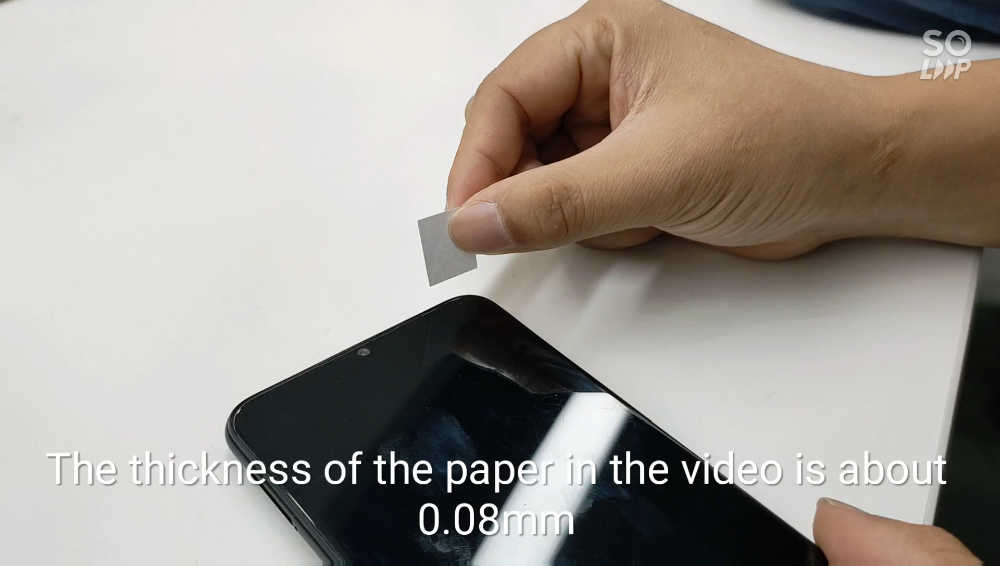 SO
LOOP
The thickness of the paper in the video is about
0.08mm